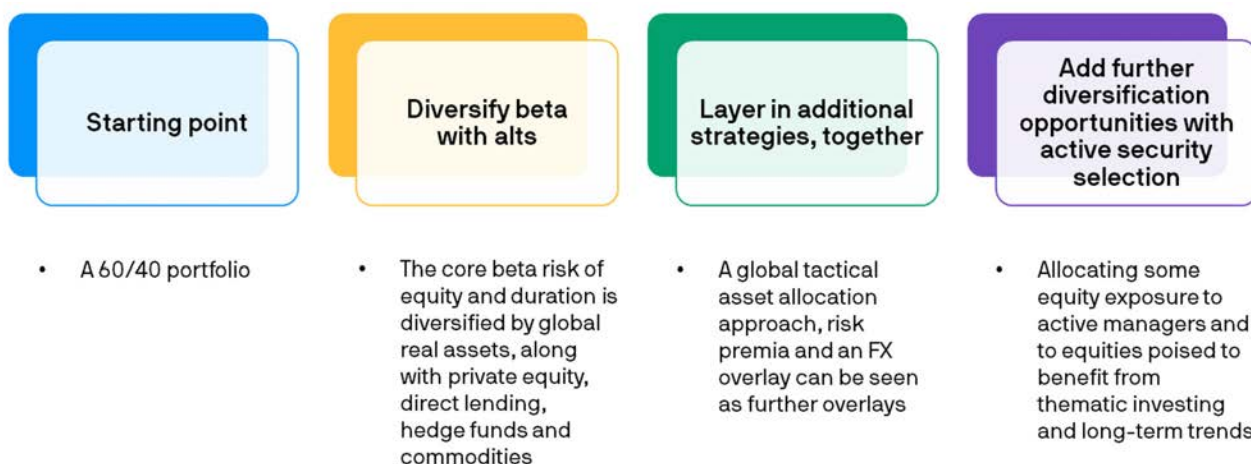 Starting point
Diversify beta
with alts
Layer in additional
strategies, together
Add further
diversification
opportunities with
active security
selection
• A 60/40 portfolio
• The core beta risk of
equity and duration is
diversified by global
real assets, along
with private equity,
direct lending,
hedge funds and
commodities
• A global tactical
asset allocation
approach, risk
premia and an FX
overlay can be seen
as further overlays
• Allocating some
equity exposure to
active managers and
to equities poised to
benefit from
thematic investing
and long-term trends